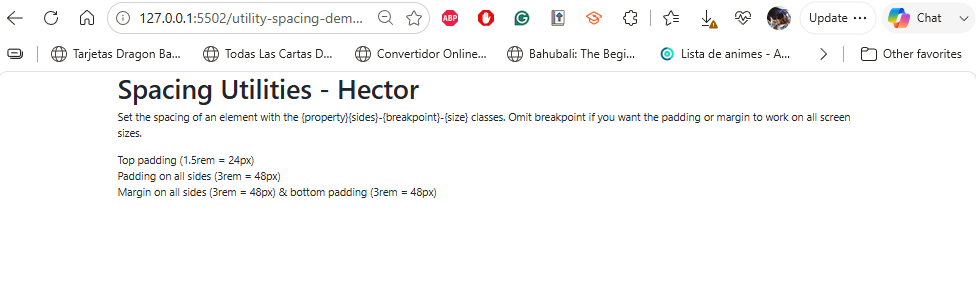 127.0.0.1:5502/utility-spacing-dem...
ABP
Update
Chat
Tarjetas Dragon Ba...
Todas Las Cartas D...
Convertidor Online...
Bahubali: The Begi...
Lista de animes - A...
Other favorites
Spacing Utilities - Hector
Set the spacing of an element with the {property}{sides}-{breakpoint}-{size} classes. Omit breakpoint if you want the padding or margin to work on all screen
sizes.
Top padding (1.5rem = 24px)
Padding on all sides (3rem = 48px)
Margin on all sides (3rem = 48px) & bottom padding (3rem = 48px)